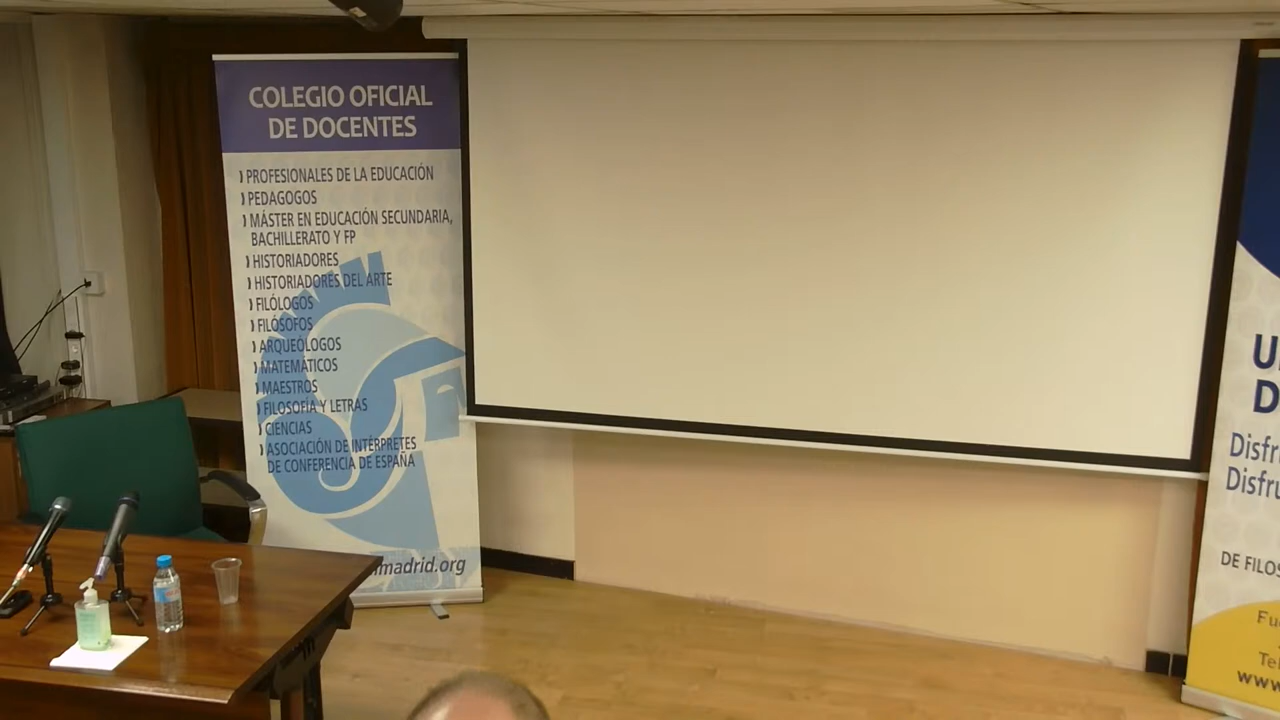 COLEGIO OFICIAL
DE DOCENTES
PROFESIONALES DE LA EDUCACIÓN
PEDAGOGOS
MÁSTER EN EDUCACIÓN SECUNDARIA,
BACHILLERATO Y FP
HISTORIADORES
HISTORIADORES DEL ARTE
FILÓLOGOS
FILÓSOFOS
ARQUEÓLOGOS
MATEMÁTICOS
MAESTROS
FILOSOFÍA Y LETRAS
CIENCIAS
ASOCIACIÓN DE INTÉRPRETES
DE CONFERENCIA DE ESPAÑA
madrid.org
Disfr
Disfru
DE FILOS
Tel
www